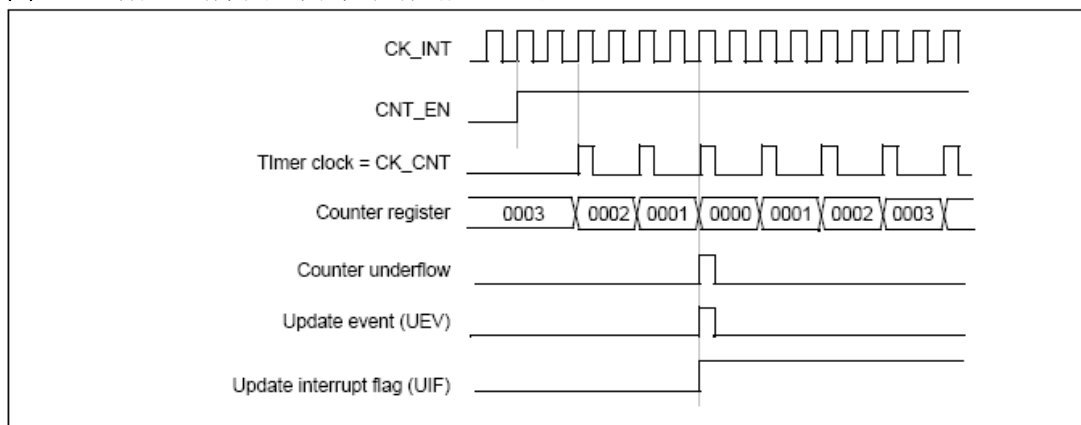 CK_INT
CNT_EN
TImer clock = CK_CNT
Counter register 0003 0002 0001 0000 0001 0002 0003
Counter underflow
Update event (UEV)
Update interrupt flag (UIF)